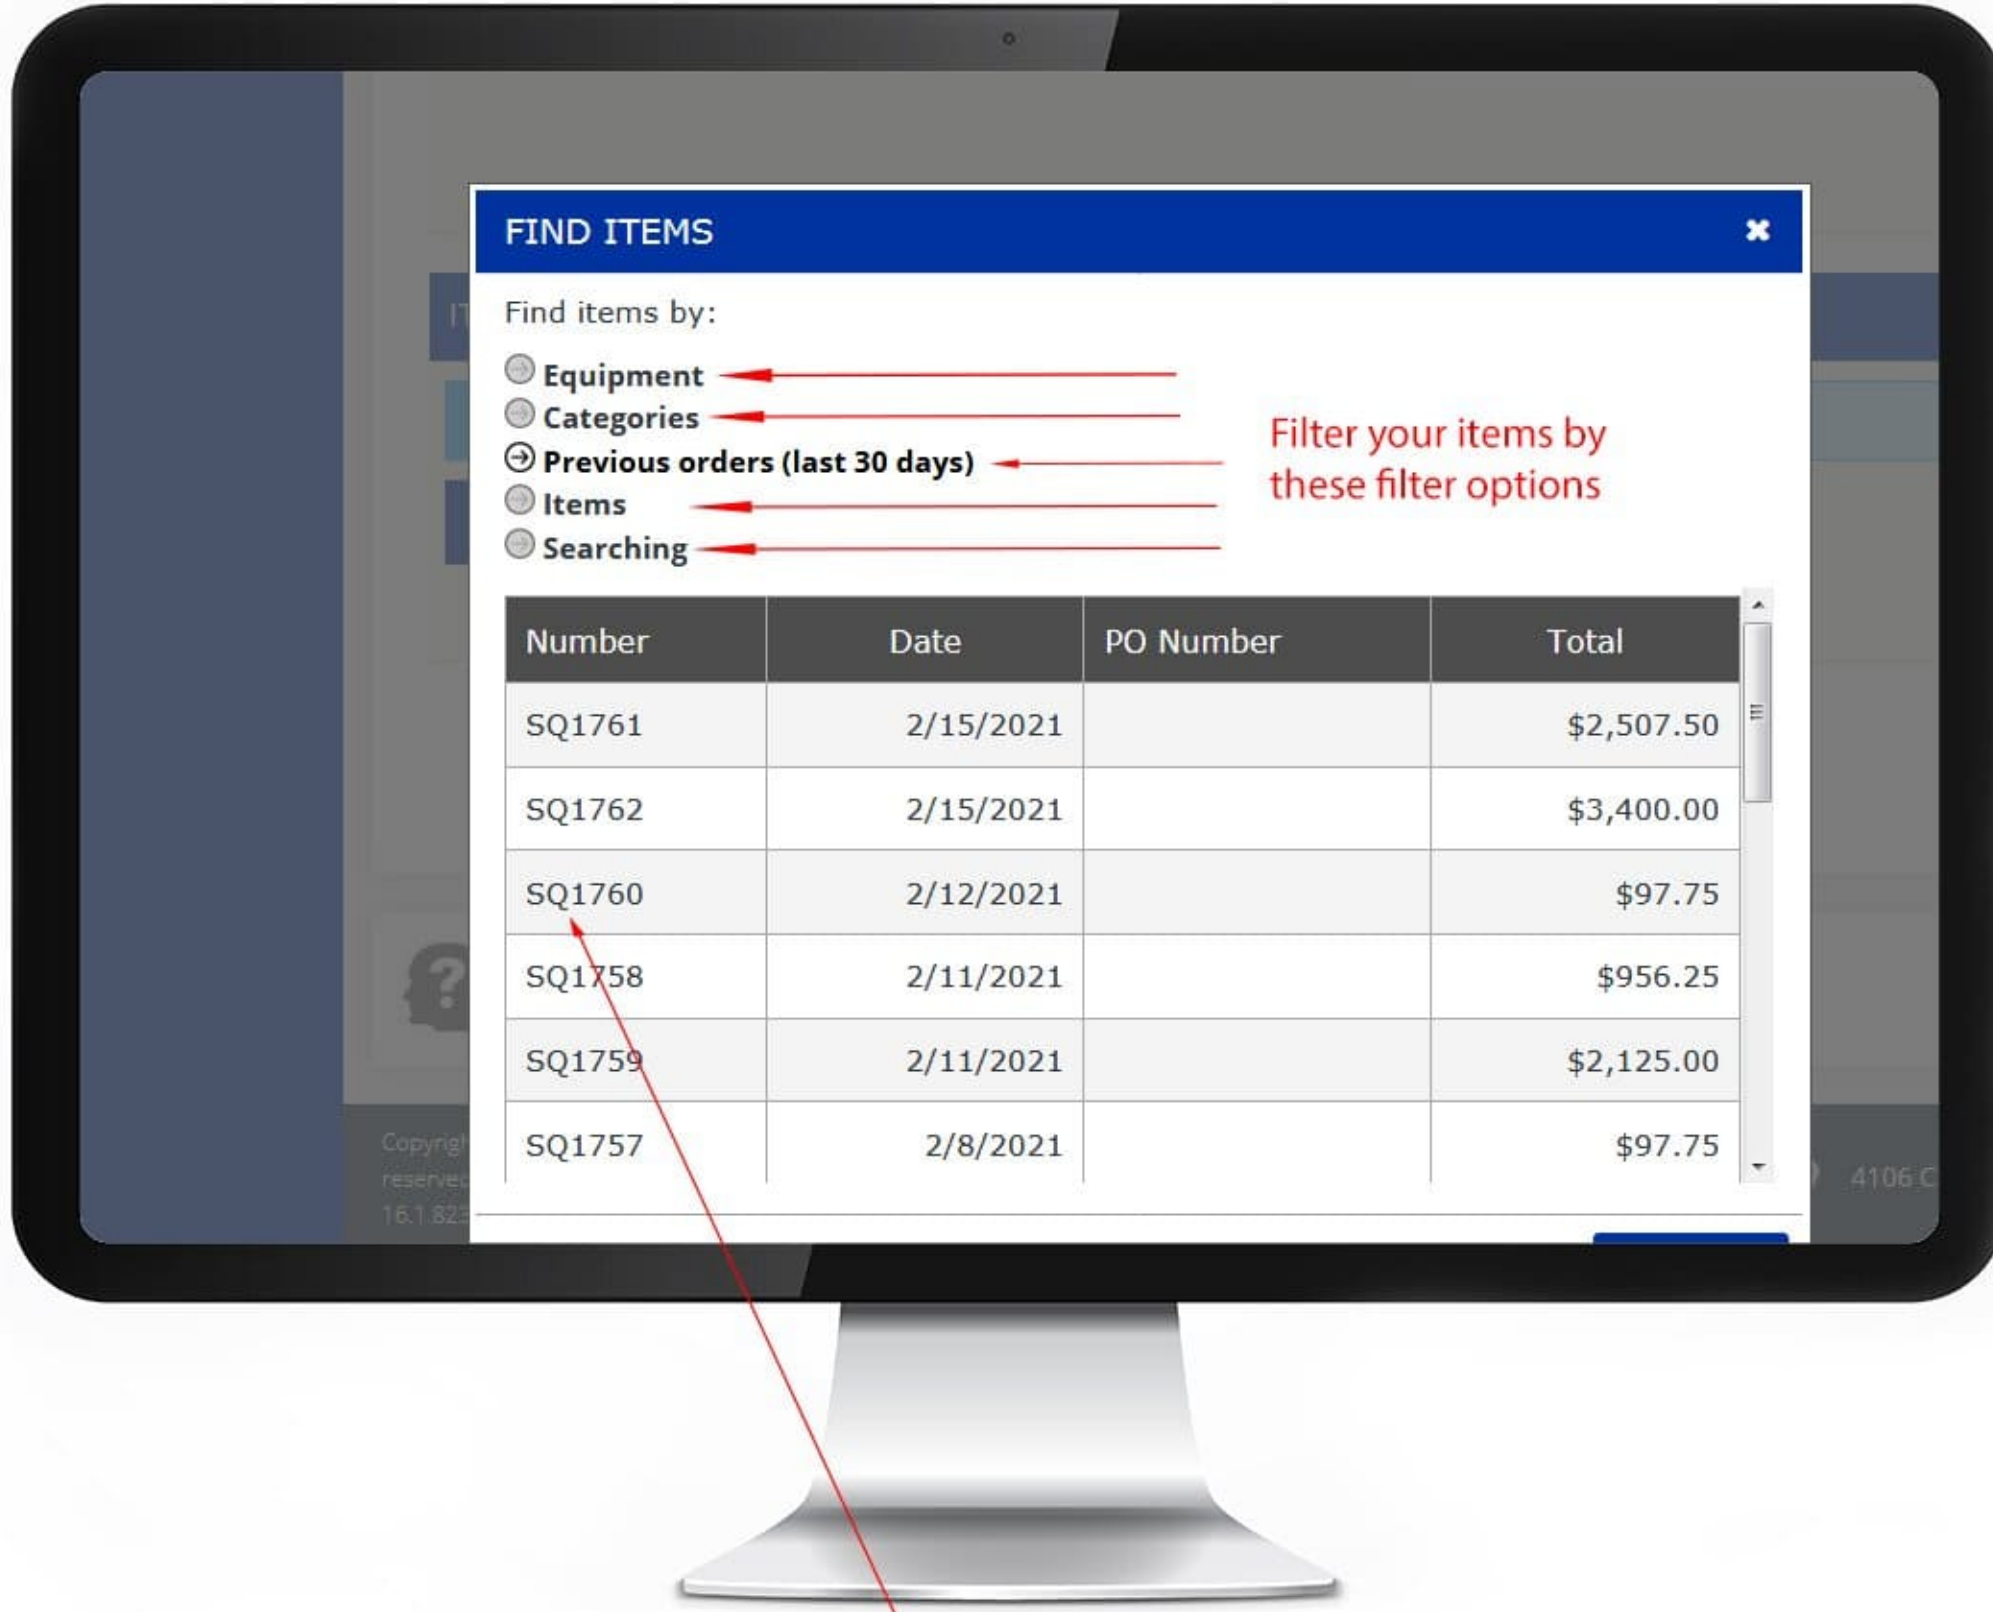 FIND ITEMS
Find items by:
Equipment
Categories
Previous orders (last 30 days)
Items
Searching
Filter your items by
these filter options
Number Date PO Number Total
SQ1761 2/15/2021 $2,507.50
SQ1762 2/15/2021 $3,400.00
SQ1760 2/12/2021 $97.75
SQ1758 2/11/2021 $956.25
SQ1759 2/11/2021 $2,125.00
SQ1757 2/8/2021 $97.75
4106 C